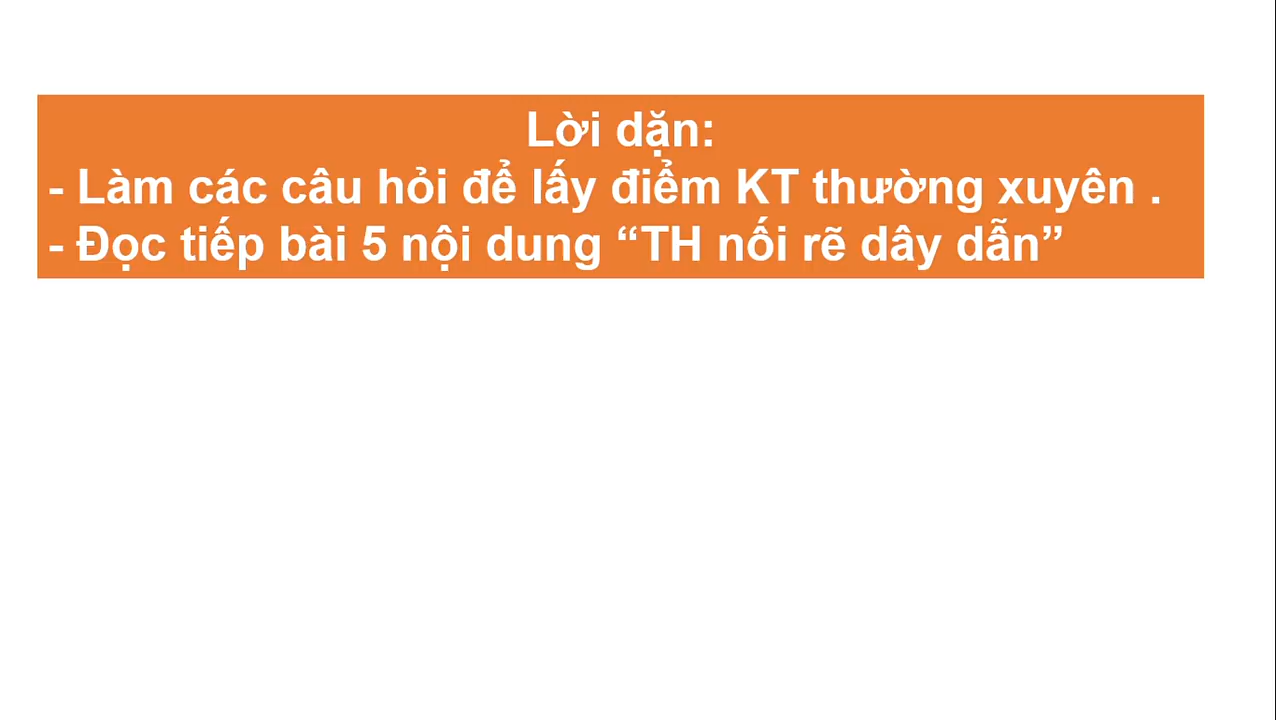 Lời dặn:
- Làm các câu hỏi để lấy điểm KT thường xuyên .
- Đọc tiếp bài 5 nội dung “TH nối rẽ dây dẫn”